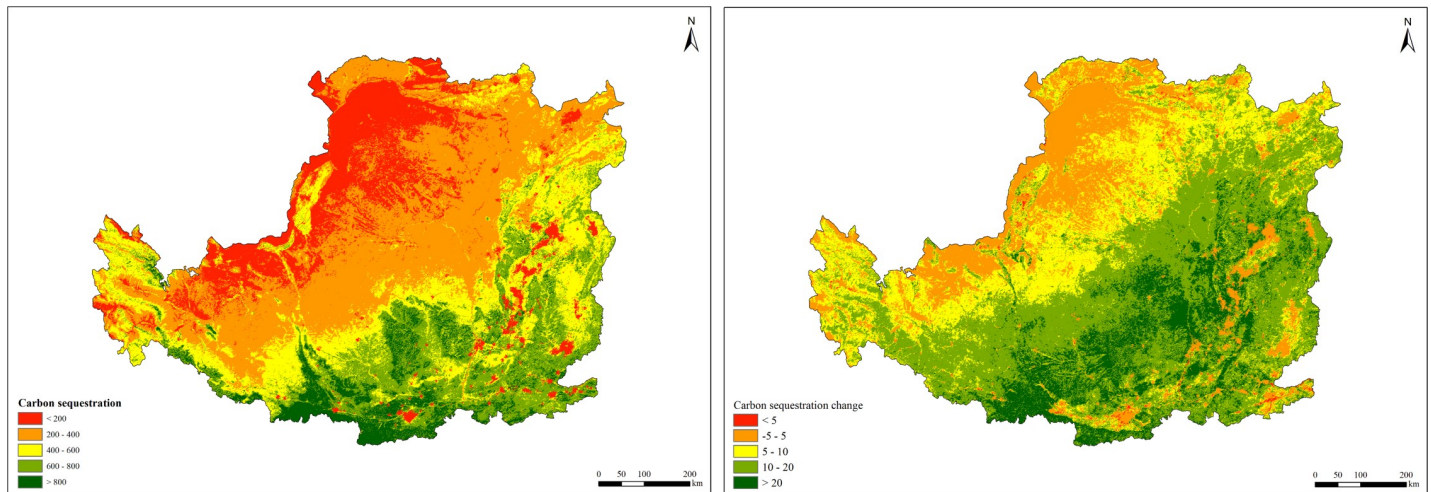 N
Carbon sequestration
< 200
200 - 400
400 - 600
600 - 800
> 800
0 50 100 200
km
N
Carbon sequestration change
< 5
-5 - 5
5 - 10
10 - 20
> 20
0 50 100 200
km